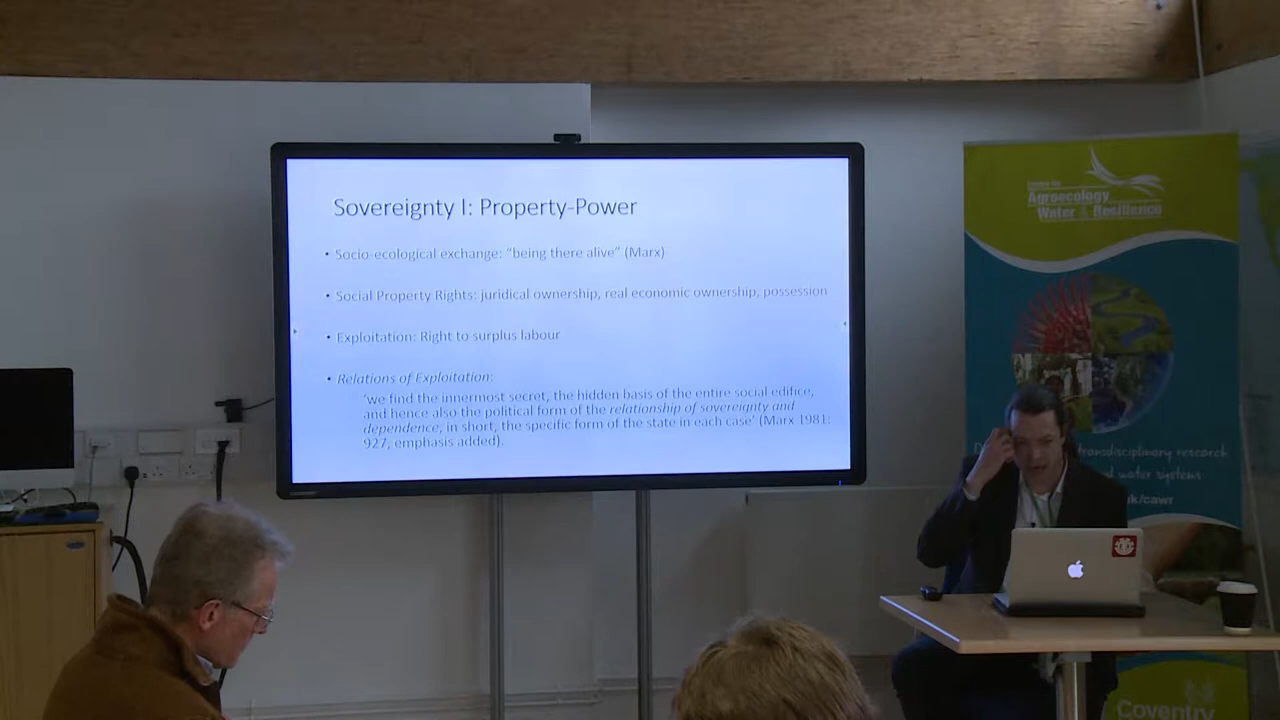 Sovereignty I: Property-Power
• Socio-ecological exchange: "being there alive" (Marx)
• Social Property Rights: juridical ownership, real economic ownership, possession
• Exploitation: Right to surplus labour
• Relations of Exploitation:
'we find the innermost secret, the hidden basis of the entire social edifice,
and hence also the political form of the relationship of sovereignty and
dependence, in short, the specific form of the state in each case' (Marx 1981:
927, emphasis added).
Centre for
Agroecology
Water & Resilience
transdisciplinary research
water systems
uk/cawr
Coventry